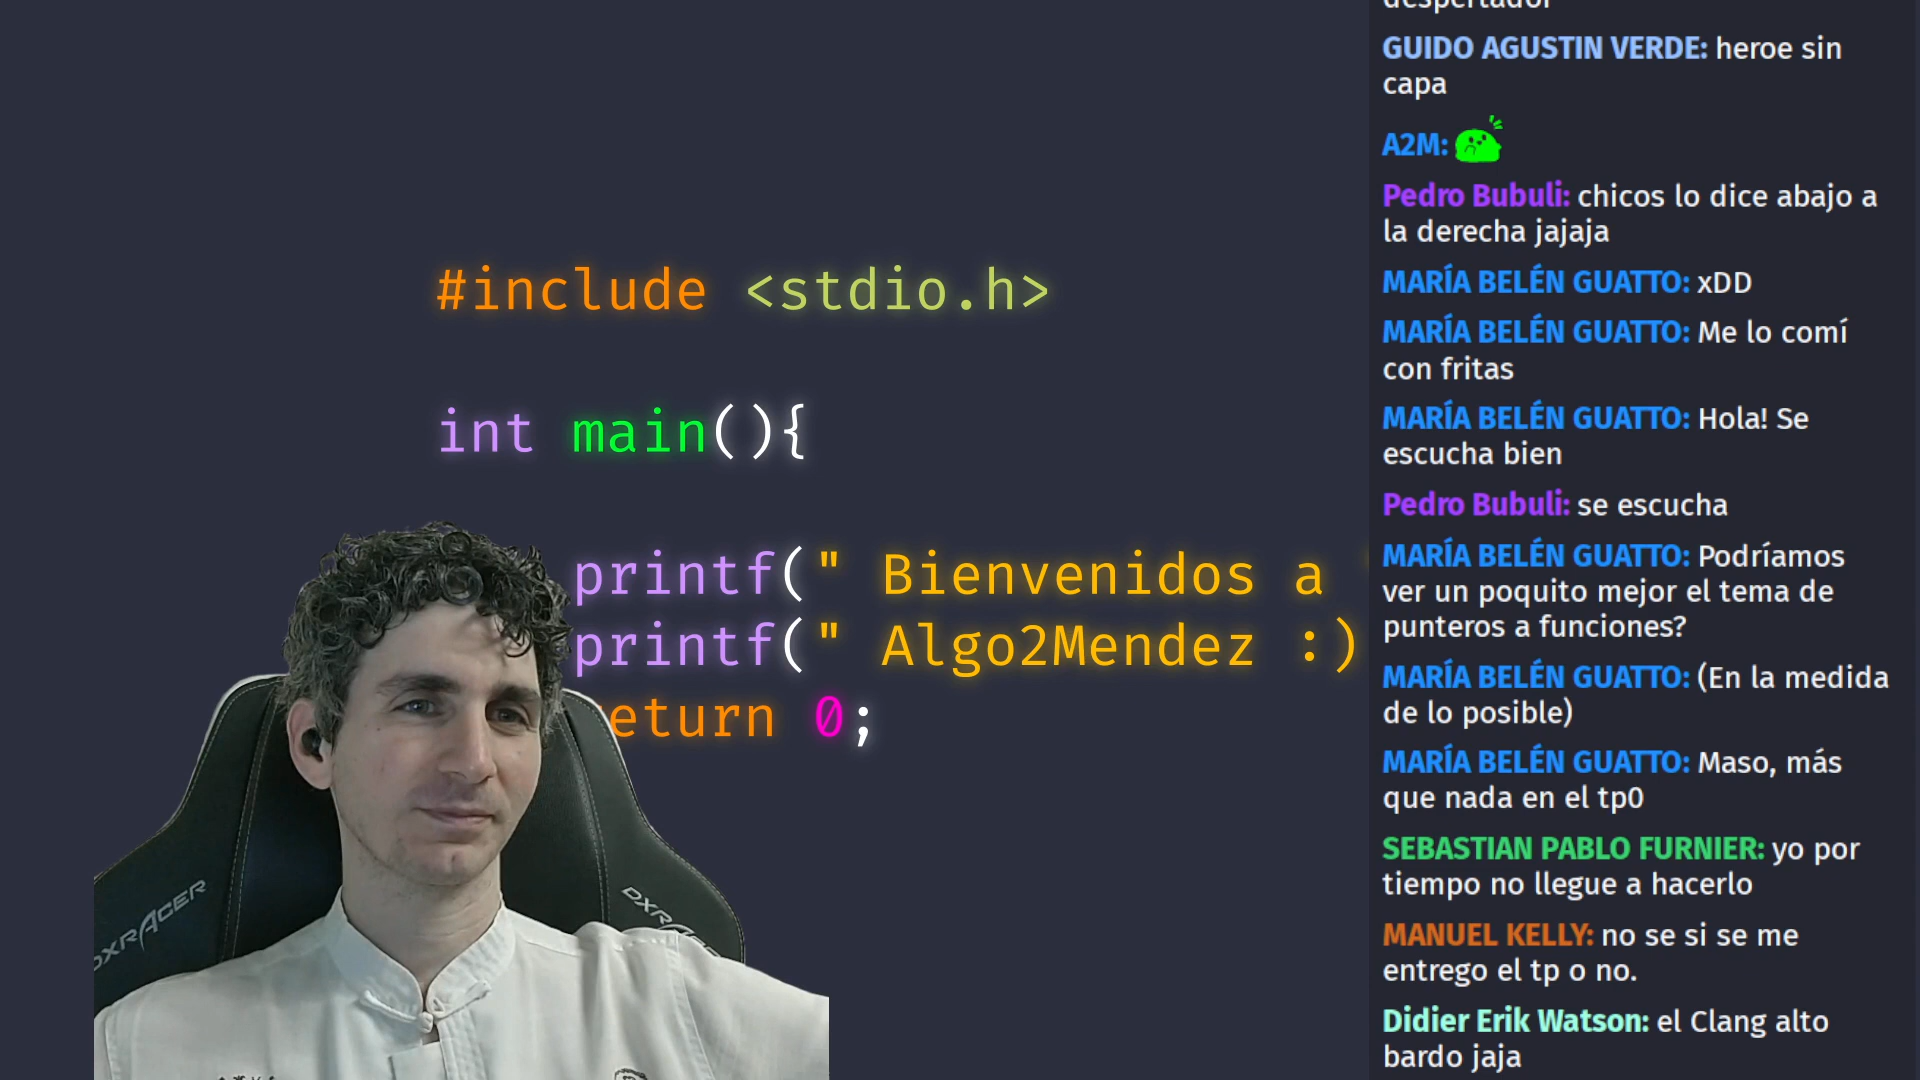 #include <stdio.h>
int main(){
printf(" Bienvenidos a
printf(" Algo2Mendez :)
eturn 0;
DXRACER
DXRA
despertador
GUIDO AGUSTIN VERDE: heroe sin
capa
A2M:
Pedro Bubuli: chicos lo dice abajo a
la derecha jajaja
MARÍA BELÉN GUATTO: xDD
MARÍA BELÉN GUATTO: Me lo comí
con fritas
MARÍA BELÉN GUATTO: Hola! Se
escucha bien
Pedro Bubuli: se escucha
MARÍA BELÉN GUATTO: Podríamos
ver un poquito mejor el tema de
punteros a funciones?
MARÍA BELÉN GUATTO: (En la medida
de lo posible)
MARÍA BELÉN GUATTO: Maso, más
que nada en el tp0
SEBASTIAN PABLO FURNIER: yo por
tiempo no llegue a hacerlo
MANUEL KELLY: no se si se me
entrego el tp o no.
Didier Erik Watson: el Clang alto
bardo jaja